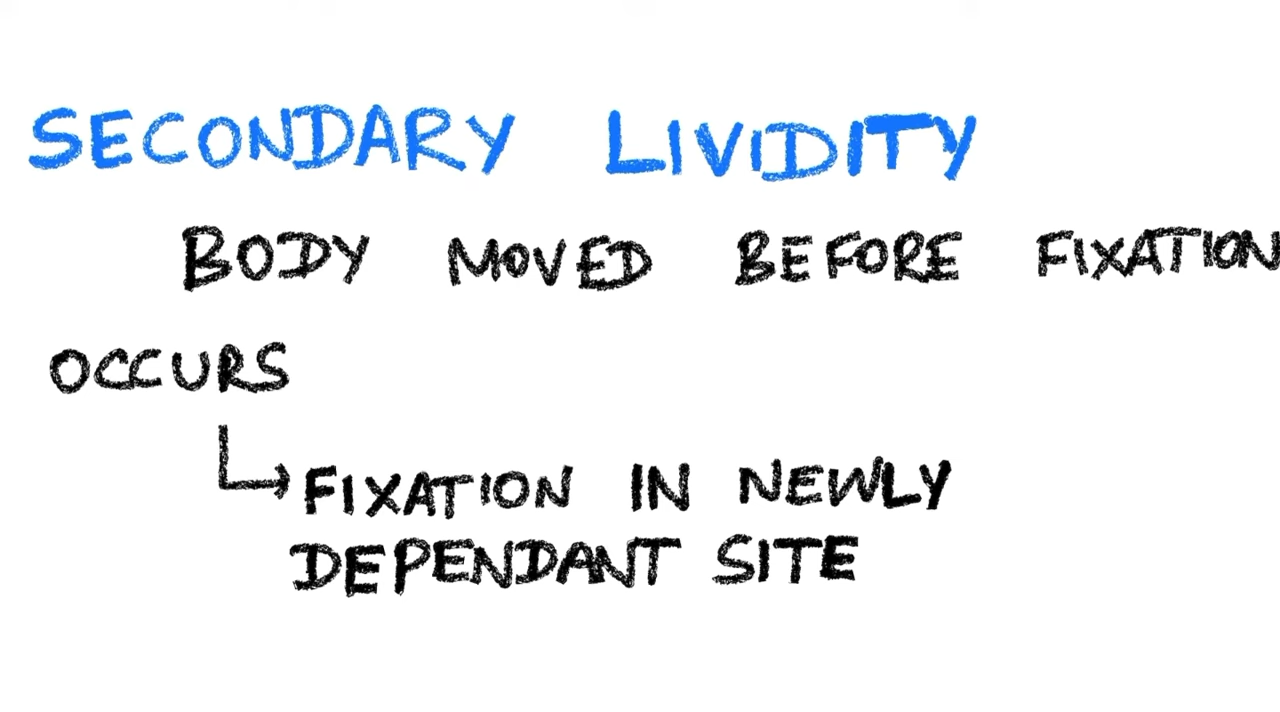 SECONDARY LIVIDITY
BODY MOVED BEFORE FIXATION
OCCURS
FIXATION IN NEWLY
DEPENDANT SITE